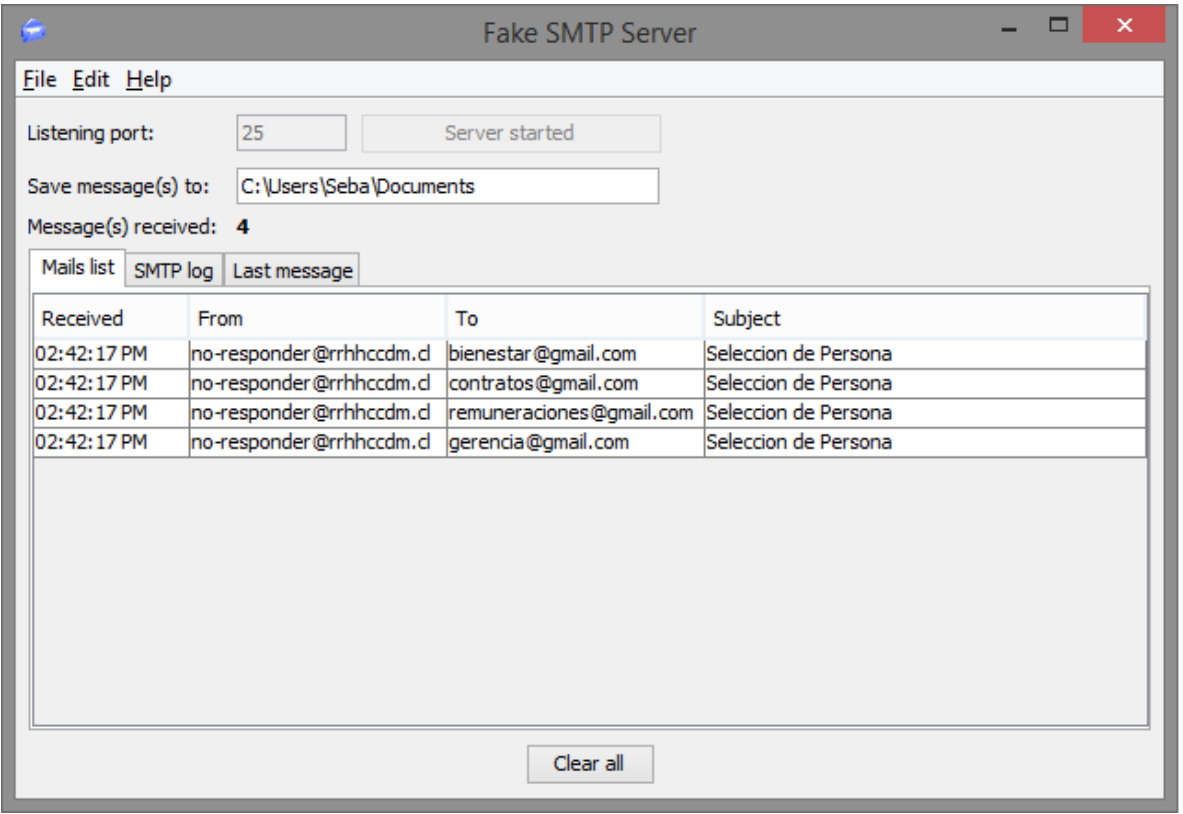 Fake SMTP Server
File Edit Help
Listening port: 25 Server started
Save message(s) to: C:\Users\Seba\Documents
Message(s) received: 4
Mails list SMTP log Last message
Received From To Subject
02:42:17 PM no-responder@rrhhccdm.cl bienestar@gmail.com Seleccion de Persona
02:42:17 PM no-responder@rrhhccdm.cl contratos@gmail.com Seleccion de Persona
02:42:17 PM no-responder@rrhhccdm.cl remuneraciones@gmail.com Seleccion de Persona
02:42:17 PM no-responder@rrhhccdm.cl gerencia@gmail.com Seleccion de Persona
Clear all